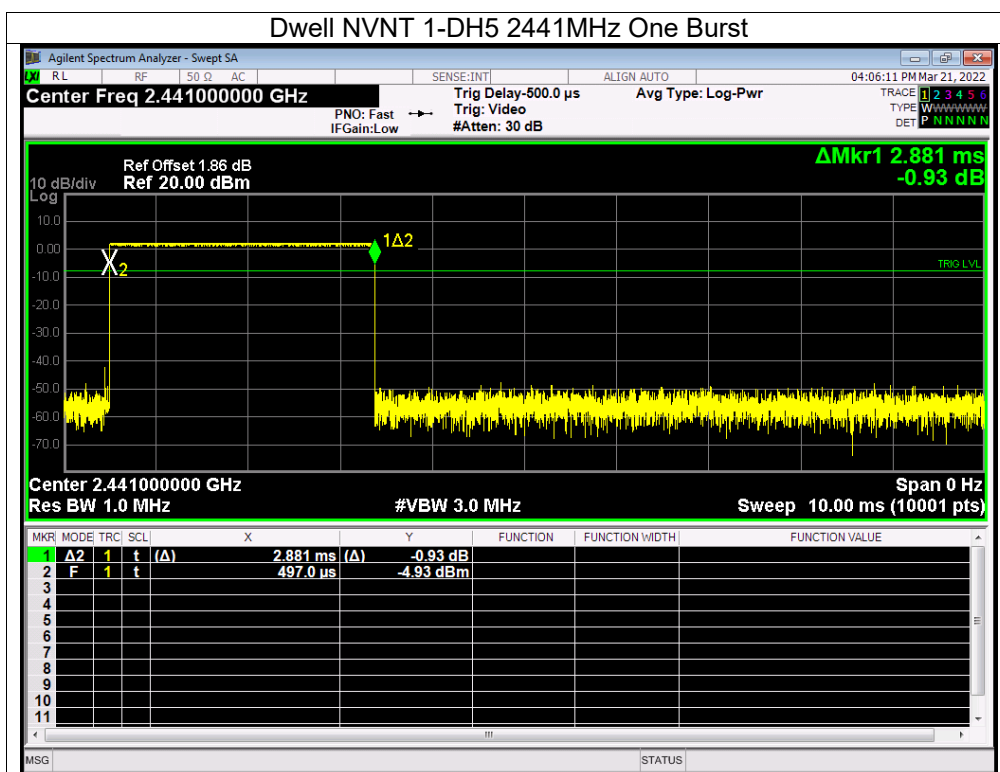 Dwell NVNT 1-DH5 2441MHz One Burst
Agilent Spectrum Analyzer - Swept SA
LXI RL RF 50 Ω AC SENSE:INT ALIGN AUTO 04:06:11 PM Mar 21, 2022
Center Freq 2.441000000 GHz
PNO: Fast
IFGain:Low
Trig Delay-500.0 µs
Trig: Video
#Atten: 30 dB
Avg Type: Log-Pwr
TRACE 1 2 3 4 5 6
TYPE WWWWWW
DET P N N N N N
ΔMkr1 2.881 ms
-0.93 dB
Ref Offset 1.86 dB
10 dB/div Ref 20.00 dBm
Log
10.0
0.00
-10.0
-20.0
-30.0
-40.0
-50.0
-60.0
-70.0
1Δ2
2
TRIG LVL
Center 2.441000000 GHz Span 0 Hz
Res BW 1.0 MHz #VBW 3.0 MHz Sweep 10.00 ms (10001 pts)
MKR MODE TRC SCL X Y FUNCTION FUNCTION WIDTH FUNCTION VALUE
1 Δ2 1 t (Δ) 2.881 ms (Δ) -0.93 dB
2 F 1 t 497.0 µs -4.93 dBm
3
4
5
6
7
8
9
10
11
MSG STATUS